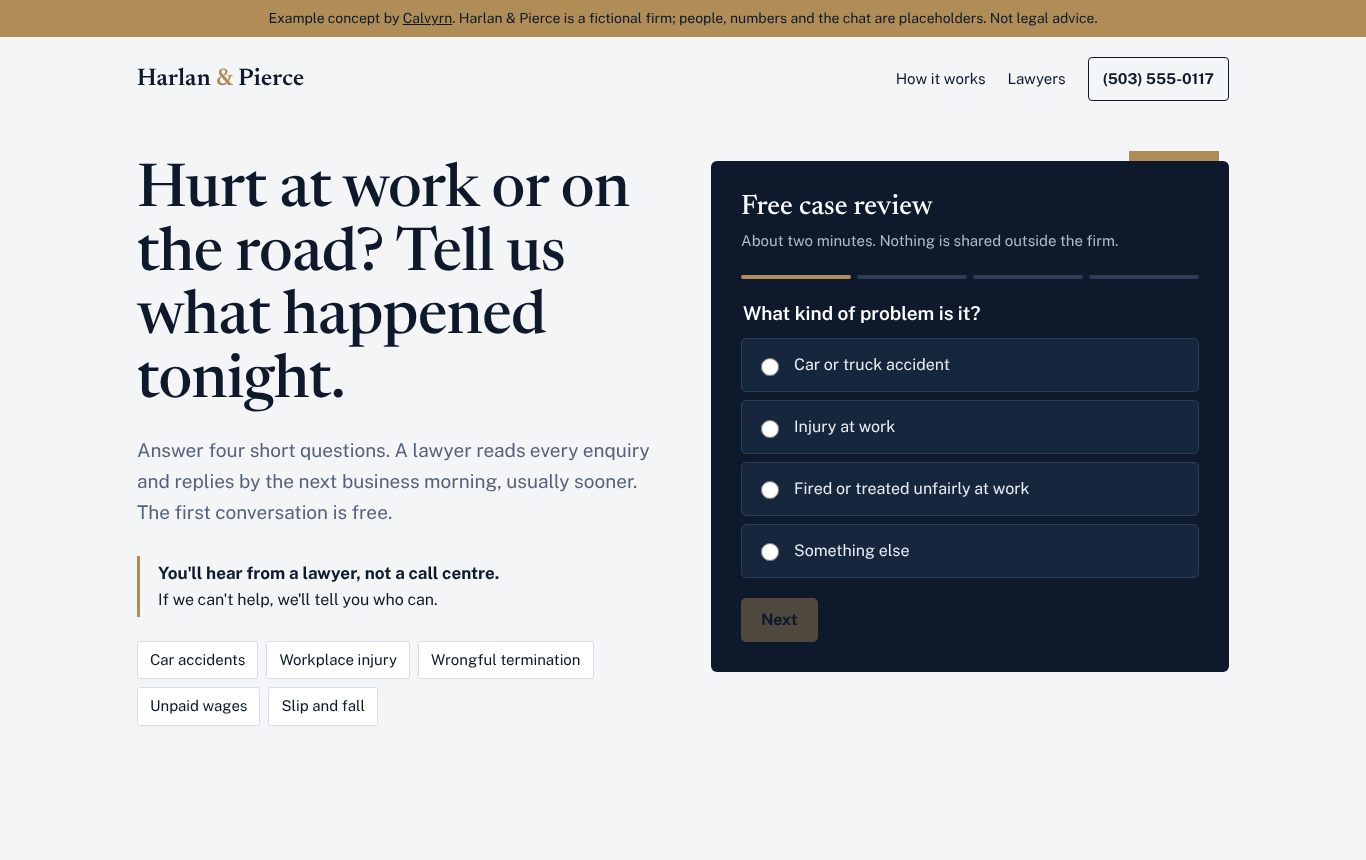 Example concept by Calvyrn. Harlan & Pierce is a fictional firm; people, numbers and the chat are placeholders. Not legal advice.
Harlan & Pierce
How it works
Lawyers
(503) 555-0117
Hurt at work or on
the road? Tell us
what happened
tonight.
Answer four short questions. A lawyer reads every enquiry
and replies by the next business morning, usually sooner.
The first conversation is free.
You'll hear from a lawyer, not a call centre.
If we can't help, we'll tell you who can.
Car accidents
Workplace injury
Wrongful termination
Unpaid wages
Slip and fall
Free case review
About two minutes. Nothing is shared outside the firm.
What kind of problem is it?
Car or truck accident
Injury at work
Fired or treated unfairly at work
Something else
Next